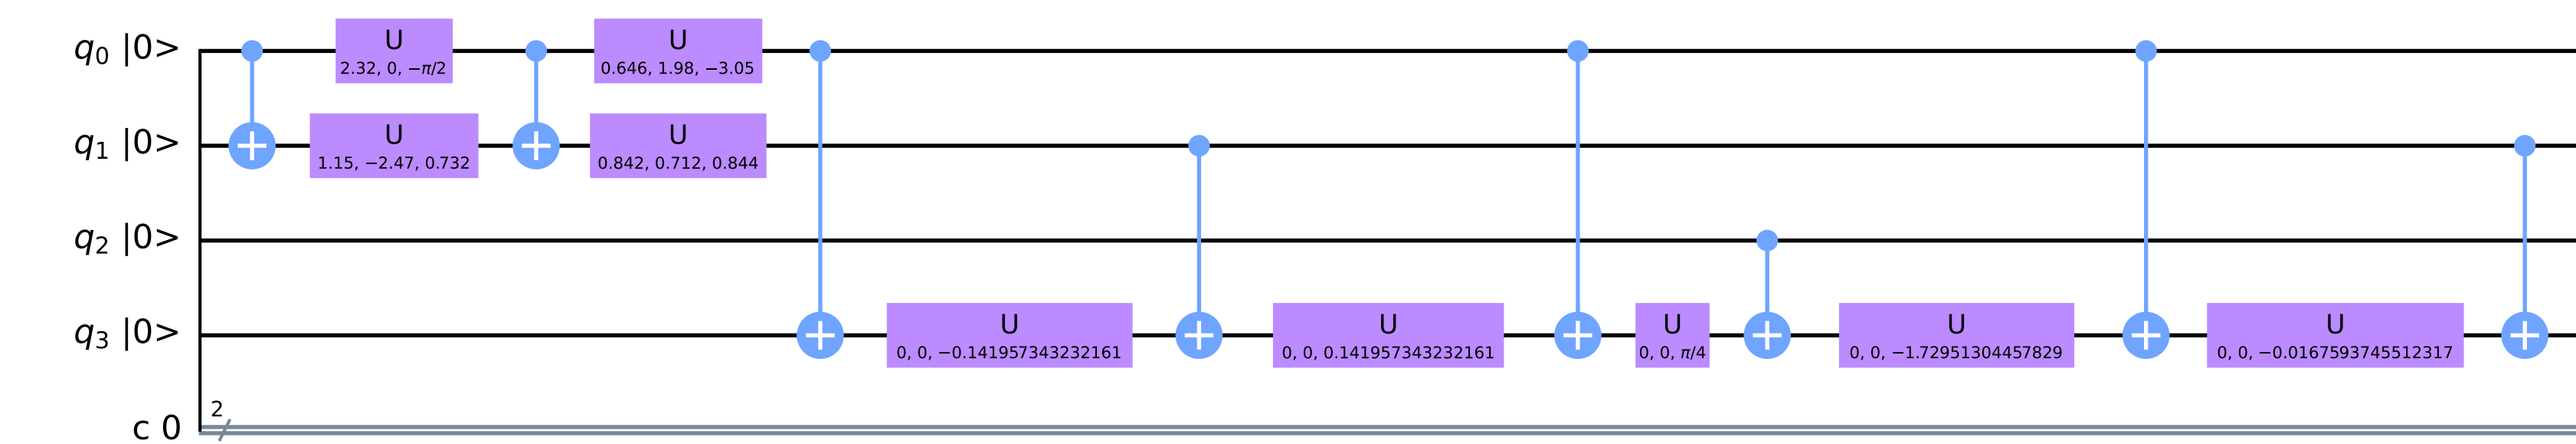 q0 |0>
U
2.32, 0, −π/2
U
0.646, 1.98, −3.05
q1 |0>
U
1.15, −2.47, 0.732
U
0.842, 0.712, 0.844
q2 |0>
q3 |0>
U
0, 0, −0.141957343232161
U
0, 0, 0.141957343232161
U
0, 0, π/4
U
0, 0, −1.72951304457829
U
0, 0, −0.0167593745512317
c 0
2